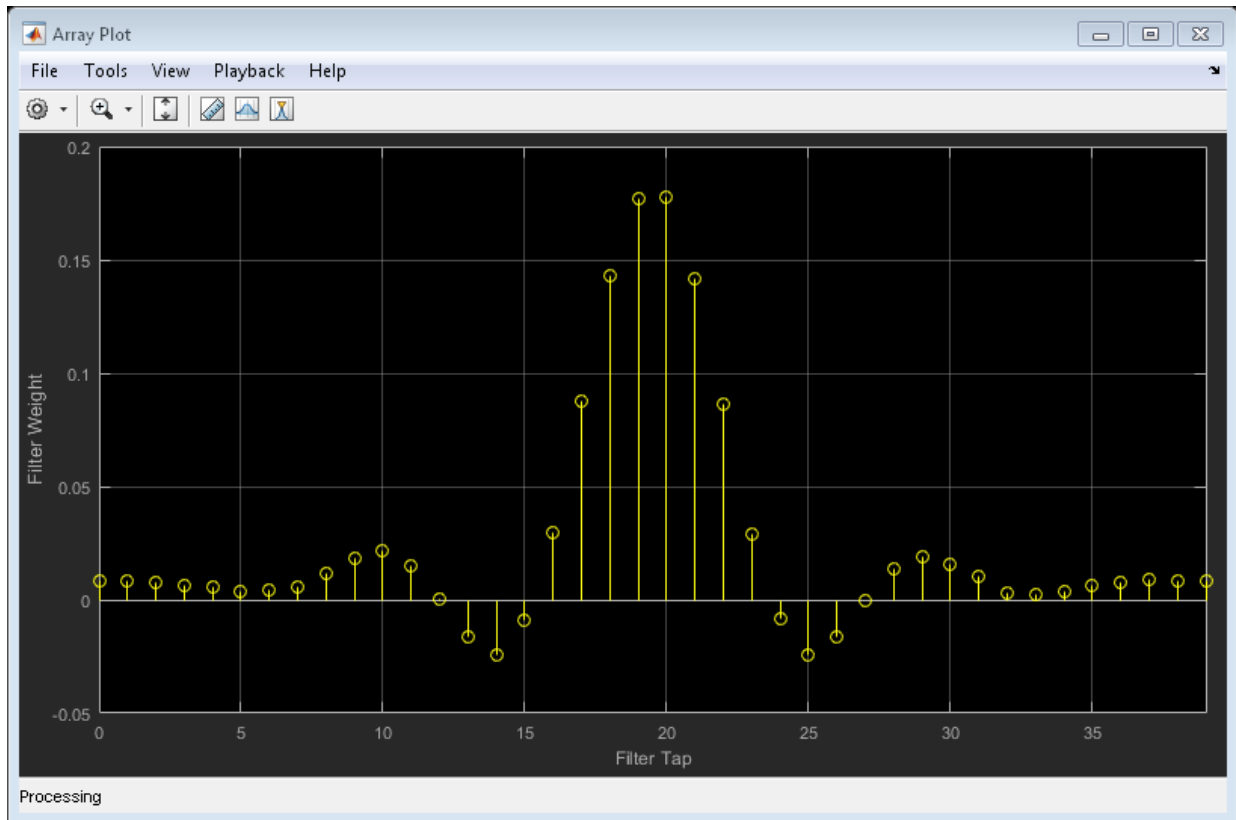 Array Plot
File Tools View Playback Help
0.2
0.15
0.1
0.05
0
-0.05
Filter Weight
0 5 10 15 20 25 30 35
Filter Tap
Processing